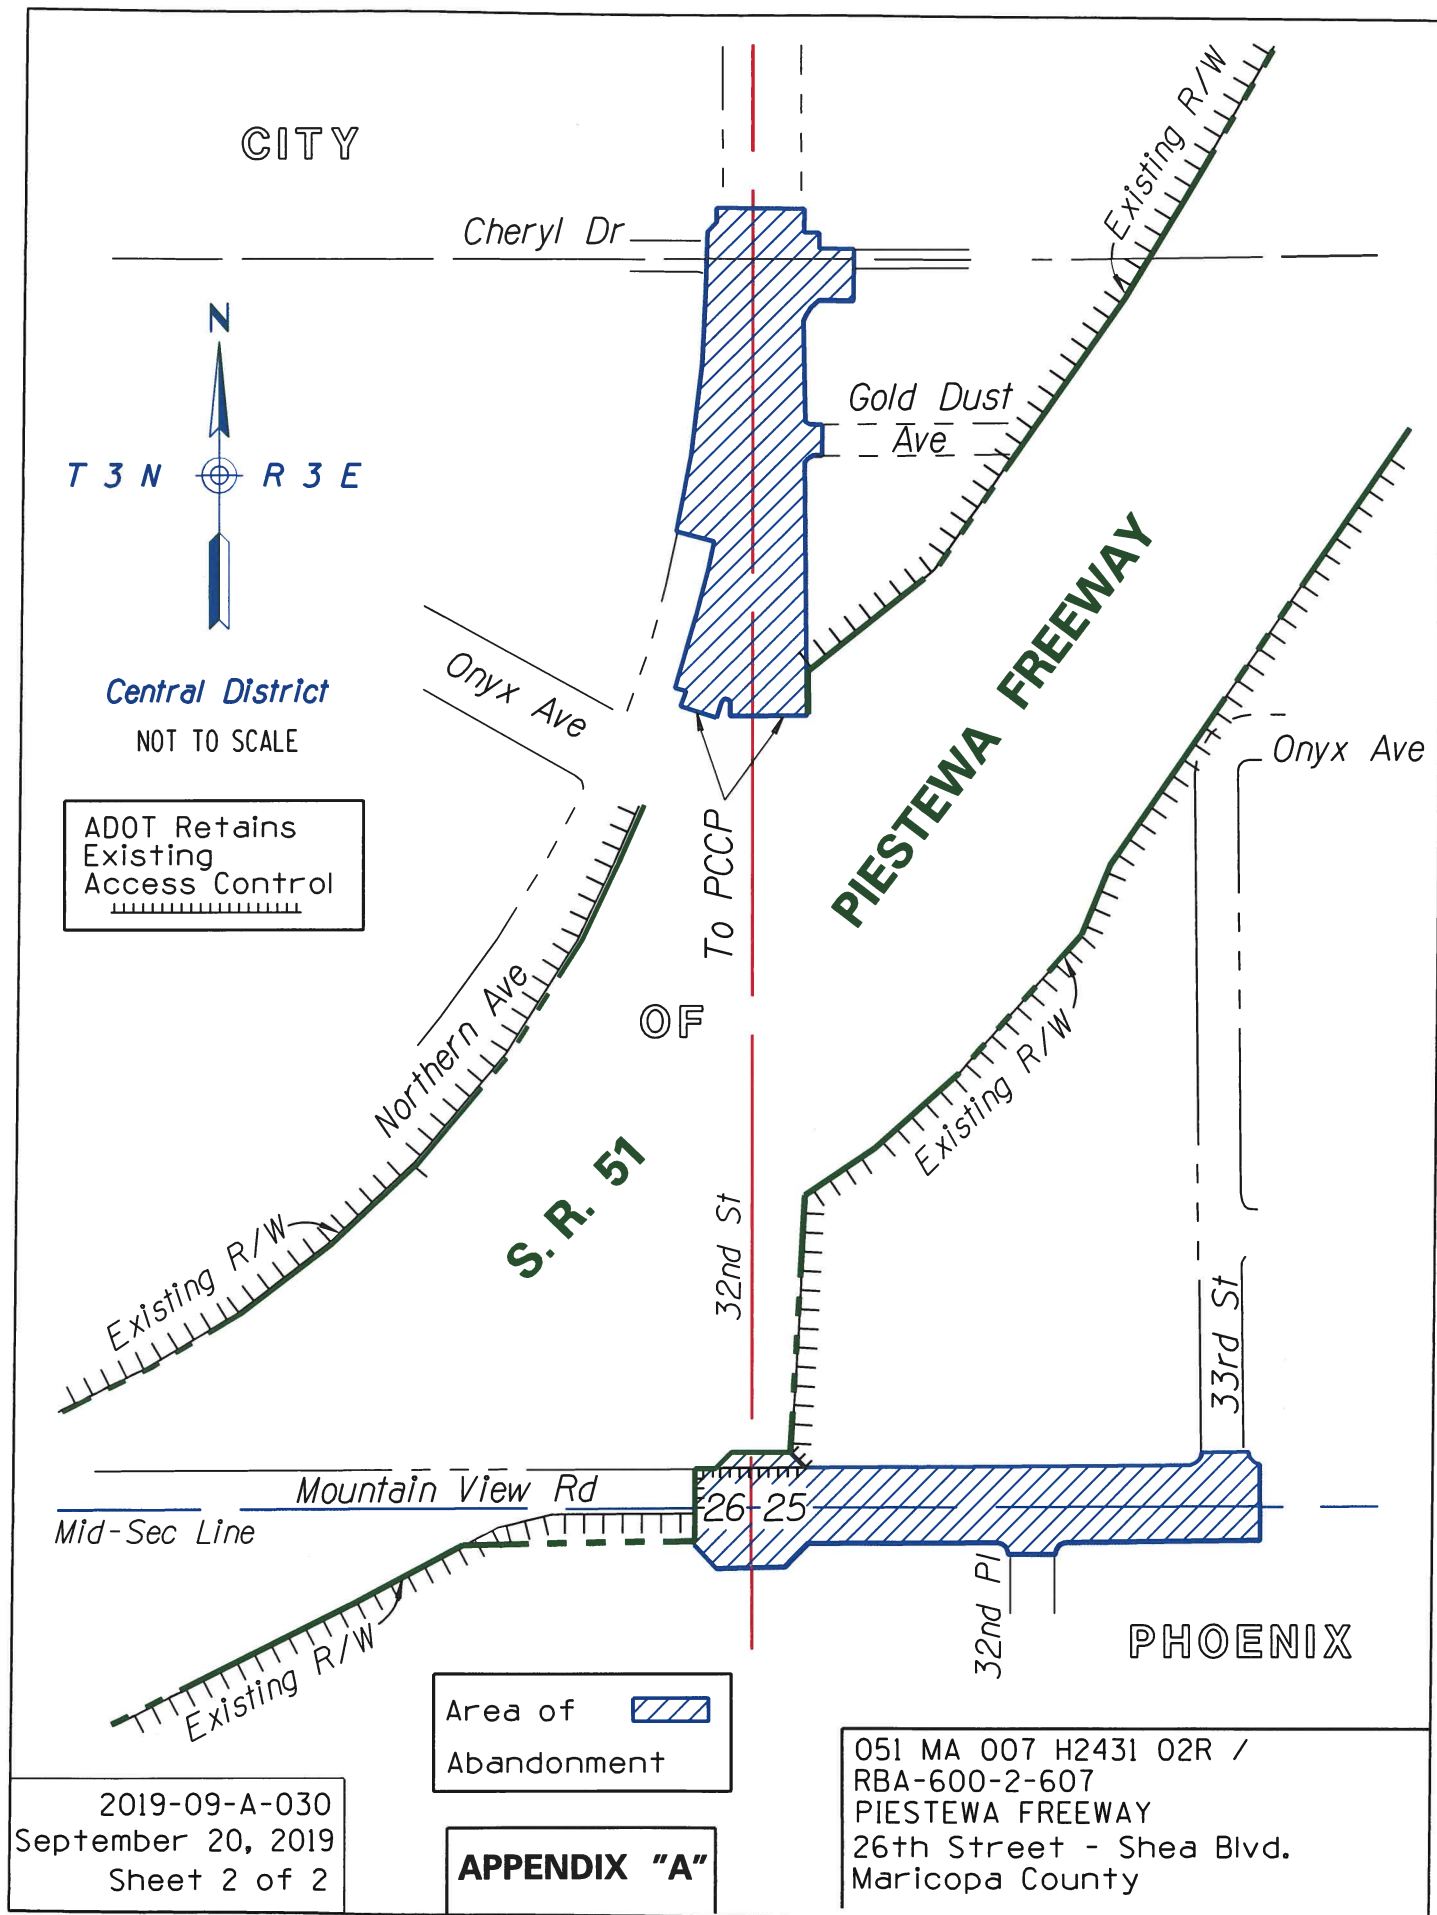 CITY
Existing R/W
Cheryl Dr
N
Gold Dust
Ave
T 3 N R 3 E
Central District
NOT TO SCALE
Onyx Ave
PIESTEWA FREEWAY
Onyx Ave
ADOT Retains
Existing
Access Control
To PCCP
Northern Ave
OF
Existing R/W
S. R. 51
32nd St
Existing R/W
33rd St
Mountain View Rd
26 25
Mid-Sec Line
32nd Pl
Existing R/W
PHOENIX
Area of
Abandonment
051 MA 007 H2431 02R /
RBA-600-2-607
PIESTEWA FREEWAY
26th Street - Shea Blvd.
Maricopa County
2019-09-A-030
September 20, 2019
Sheet 2 of 2
APPENDIX "A"